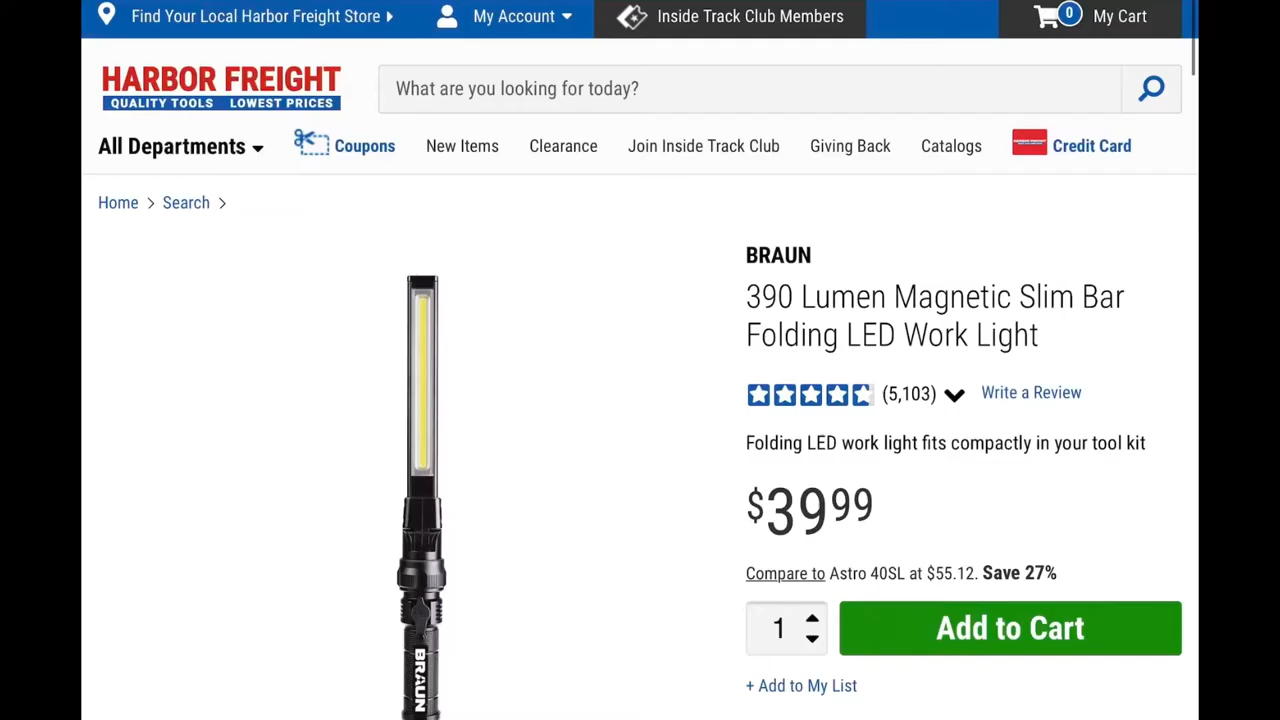 Find Your Local Harbor Freight Store
My Account
Inside Track Club Members
0
My Cart
HARBOR FREIGHT
QUALITY TOOLS LOWEST PRICES
What are you looking for today?
All Departments
Coupons
New Items
Clearance
Join Inside Track Club
Giving Back
Catalogs
Credit Card
Home > Search >
BRAUN
390 Lumen Magnetic Slim Bar
Folding LED Work Light
(5,103)
Write a Review
Folding LED work light fits compactly in your tool kit
$39 99
Compare to Astro 40SL at $55.12. Save 27%
1
Add to Cart
+ Add to My List
BRAUN